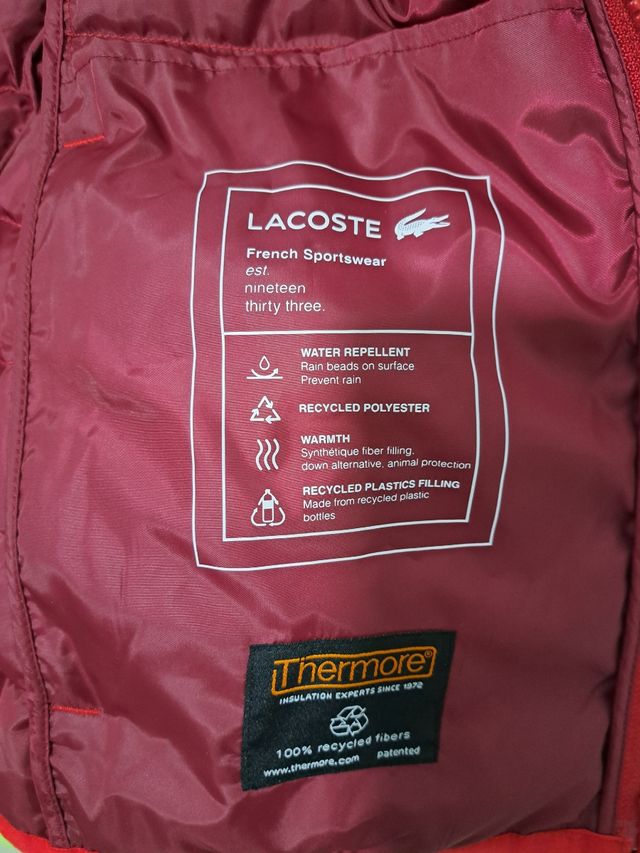 LACOSTE
French Sportswear
est.
nineteen
thirty three.
WATER REPELLENT
Rain beads on surface
Prevent rain
RECYCLED POLYESTER
WARMTH
Synthétique fiber filling,
down alternative, animal protection
RECYCLED PLASTICS FILLING
Made from recycled plastic
bottles
Thermore®
INSULATION EXPERTS SINCE 1972
100% recycled fibers
www.thermore.com patented